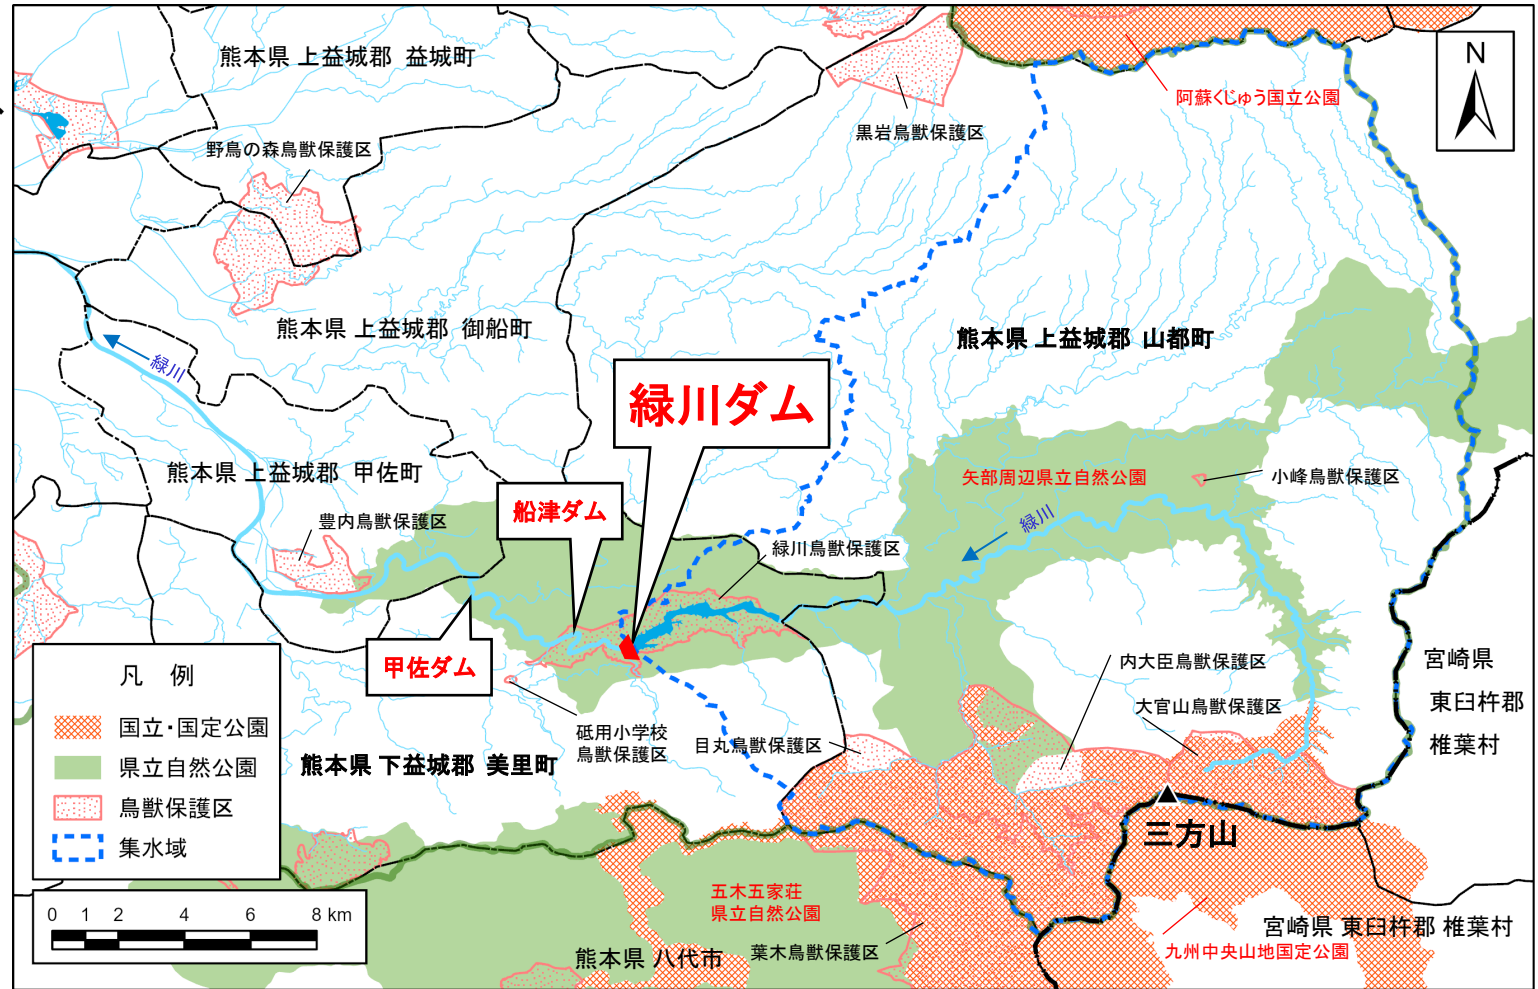 熊本県 上益城郡 益城町
N
阿蘇くじゅう国立公園
黒岩鳥獣保護区
野鳥の森鳥獣保護区
熊本県 上益城郡 御船町
熊本県 上益城郡 山都町
緑川
緑川ダム
熊本県 上益城郡 甲佐町
矢部周辺県立自然公園
小峰鳥獣保護区
船津ダム
豊内鳥獣保護区
緑川
緑川鳥獣保護区
甲佐ダム
内大臣鳥獣保護区
宮崎県
東臼杵郡
椎葉村
大官山鳥獣保護区
砥用小学校
鳥獣保護区
目丸鳥獣保護区
熊本県 下益城郡 美里町
凡 例
国立・国定公園
県立自然公園
鳥獣保護区
集水域
三方山
五木五家荘
県立自然公園
0 1 2 4 6 8 km
宮崎県 東臼杵郡 椎葉村
九州中央山地国定公園
葉木鳥獣保護区
熊本県 八代市